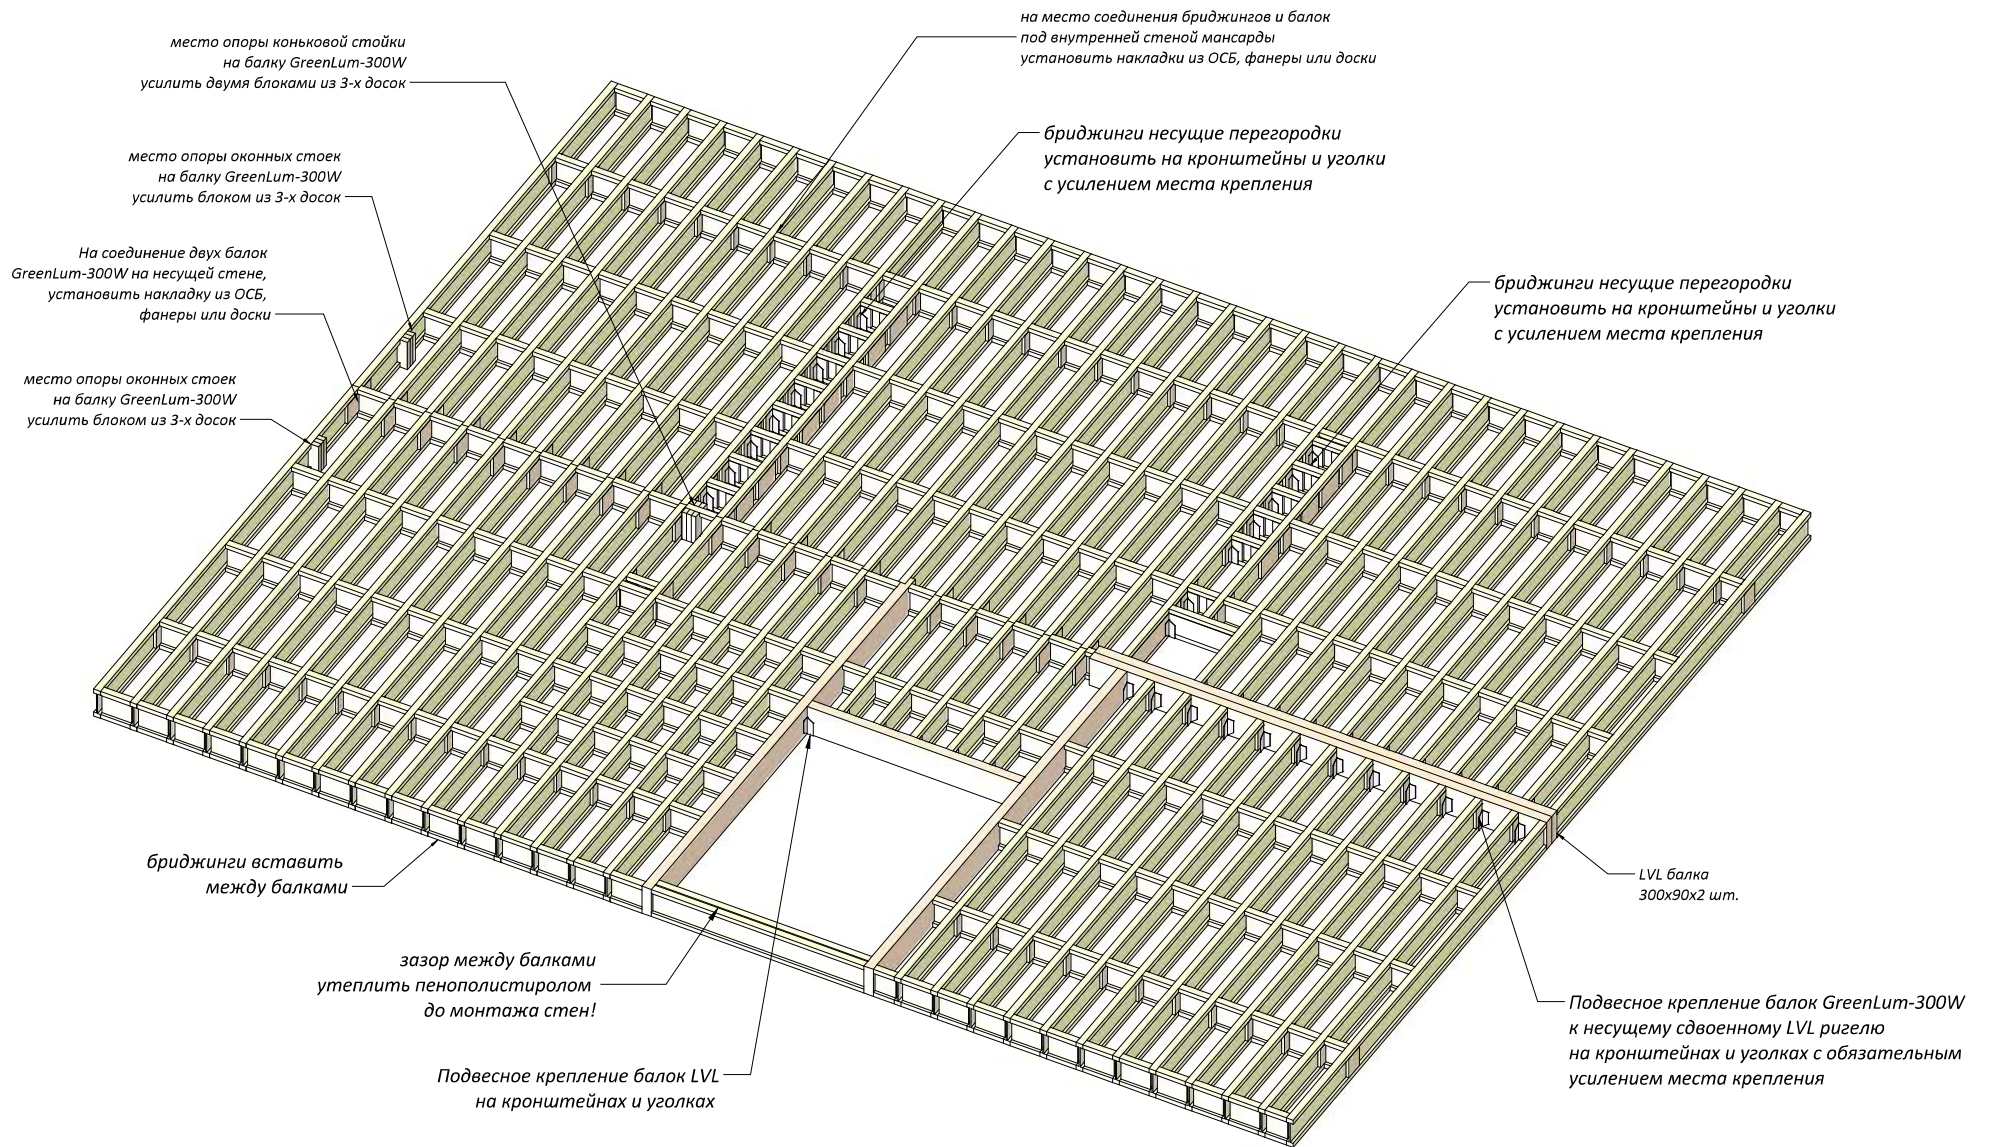 на место соединения бриджингов и балок
под внутренней стеной мансарды
установить накладки из ОСБ, фанеры или доски
место опоры коньковой стойки
на балку GreenLum-300W
усилить двумя блоками из 3-х досок
бриджинги несущие перегородки
установить на кронштейны и уголки
с усилением места крепления
место опоры оконных стоек
на балку GreenLum-300W
усилить блоком из 3-х досок
На соединение двух балок
GreenLum-300W на несущей стене,
установить накладку из ОСБ,
фанеры или доски
бриджинги несущие перегородки
установить на кронштейны и уголки
с усилением места крепления
место опоры оконных стоек
на балку GreenLum-300W
усилить блоком из 3-х досок
бриджинги вставить
между балками
LVL балка
300x90x2 шт.
зазор между балками
утеплить пенополистиролом
до монтажа стен!
Подвесное крепление балок GreenLum-300W
к несущему сдвоенному LVL ригелю
на кронштейнах и уголках с обязательным
усилением места крепления
Подвесное крепление балок LVL
на кронштейнах и уголках